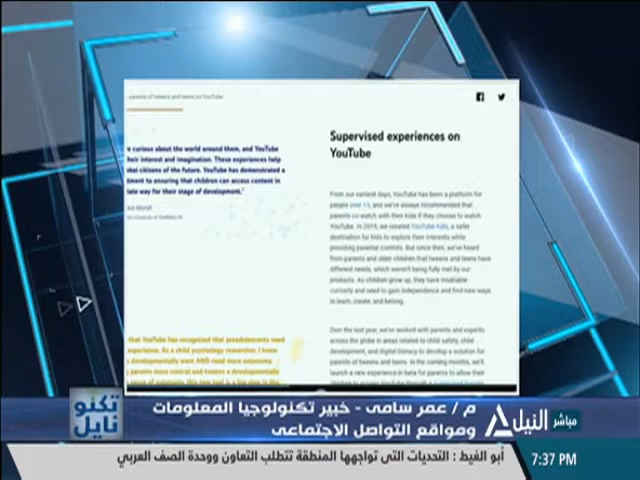 parents of tweens and teens on YouTube
e curious about the world around them, and YouTube
heir interest and imagination. These experiences help
obal citizens of the future. YouTube has demonstrated a
tment to ensuring that children can access content in
iate way for their stage of development."
that YouTube has recognized that preadolescents need
experience. As a child psychology researcher, I know
developmentally want AND need more autonomy
parents more control and tweens a developmentally
Supervised experiences on
YouTube
From our earliest days, YouTube has been a platform for
people over 13, and we've always recommended that
parents co-watch with their kids if they choose to watch
YouTube. In 2015, we created YouTube Kids, a safer
destination for kids to explore their interests while
providing parental controls. But since then, we've heard
from parents and older children that tweens and teens have
different needs, which weren't being fully met by our
products. As children grow up, they have insatiable
curiosity and need to gain independence and find new ways
to learn, create, and belong.
Over the last year, we've worked with parents and experts
across the globe in areas related to child safety, child
development, and digital literacy to develop a solution for
parents of tweens and teens. In the coming months, we'll
launch a new experience in beta for parents to allow their
تكنو
نايل
م / عمر سامى - خبير تكنولوجيا المعلومات
ومواقع التواصل الاجتماعى
النيل
مباشر
أبو الغيط : التحديات التي تواجهها المنطقة تتطلب التعاون ووحدة الصف العربي
7:37 PM